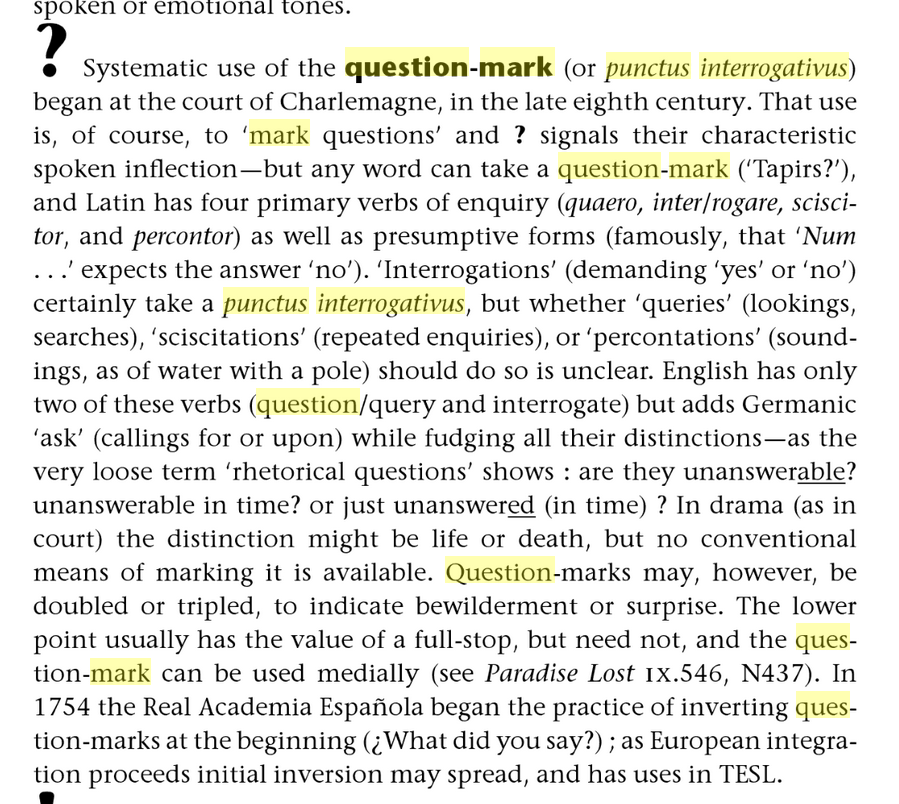 spoken or emotional tones.
? Systematic use of the question-mark (or punctus interrogativus)
began at the court of Charlemagne, in the late eighth century. That use
is, of course, to ‘mark questions’ and ? signals their characteristic
spoken inflection—but any word can take a question-mark (‘Tapirs?’),
and Latin has four primary verbs of enquiry (quaero, inter/rogare, scisci-
tor, and percontor) as well as presumptive forms (famously, that ‘Num
. . .’ expects the answer ‘no’). ‘Interrogations’ (demanding ‘yes’ or ‘no’)
certainly take a punctus interrogativus, but whether ‘queries’ (lookings,
searches), ‘sciscitations’ (repeated enquiries), or ‘percontations’ (sound-
ings, as of water with a pole) should do so is unclear. English has only
two of these verbs (question/query and interrogate) but adds Germanic
‘ask’ (callings for or upon) while fudging all their distinctions—as the
very loose term ‘rhetorical questions’ shows : are they unanswerable?
unanswerable in time? or just unanswered (in time) ? In drama (as in
court) the distinction might be life or death, but no conventional
means of marking it is available. Question-marks may, however, be
doubled or tripled, to indicate bewilderment or surprise. The lower
point usually has the value of a full-stop, but need not, and the ques-
tion-mark can be used medially (see Paradise Lost IX.546, N437). In
1754 the Real Academia Española began the practice of inverting ques-
tion-marks at the beginning (¿What did you say?) ; as European integra-
tion proceeds initial inversion may spread, and has uses in TESL.